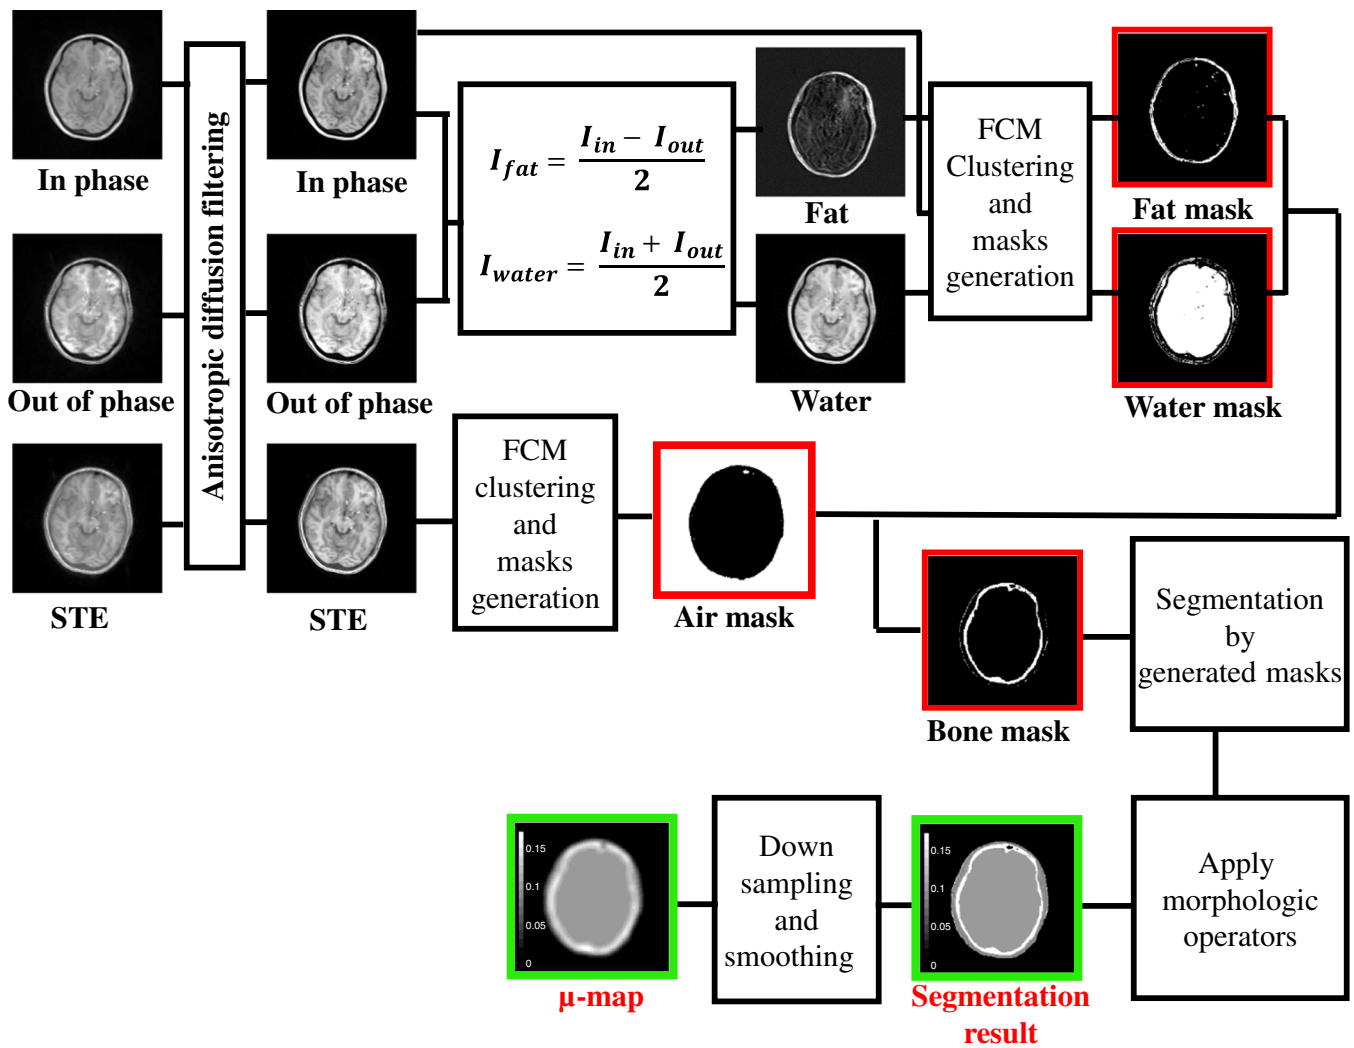 In phase
Out of phase
STE
Anisotropic diffusion filtering
In phase
Out of phase
STE
I_fat = (I_in − I_out) / 2
I_water = (I_in + I_out) / 2
Fat
Water
FCM
Clustering
and
masks
generation
Fat mask
Water mask
FCM
clustering
and
masks
generation
Air mask
Bone mask
Segmentation
by
generated masks
Apply
morphologic
operators
0.15
0.1
0.05
0
Segmentation
result
Down
sampling
and
smoothing
0.15
0.1
0.05
0
µ-map